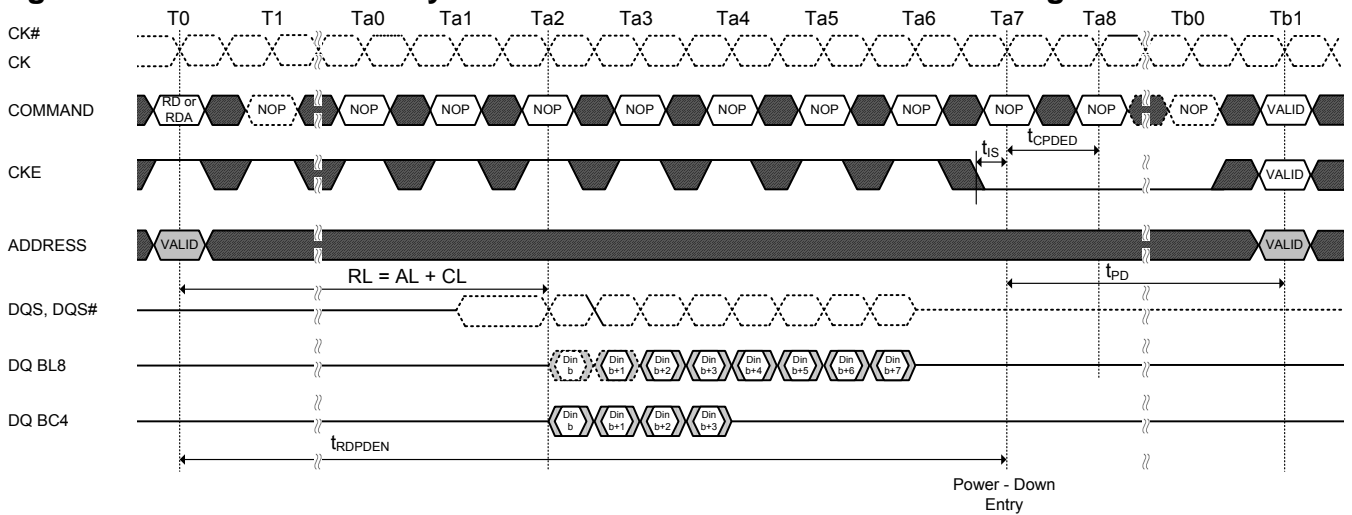 T0 T1 Ta0 Ta1 Ta2 Ta3 Ta4 Ta5 Ta6 Ta7 Ta8 Tb0 Tb1
CK#
CK
COMMAND RD or RDA NOP NOP NOP NOP NOP NOP NOP NOP NOP NOP NOP VALID
tIS tCPDED
CKE VALID
ADDRESS VALID VALID
RL = AL + CL tPD
DQS, DQS#
DQ BL8 Din b Din b+1 Din b+2 Din b+3 Din b+4 Din b+5 Din b+6 Din b+7
DQ BC4 Din b Din b+1 Din b+2 Din b+3
tRDPDEN
Power - Down
Entry